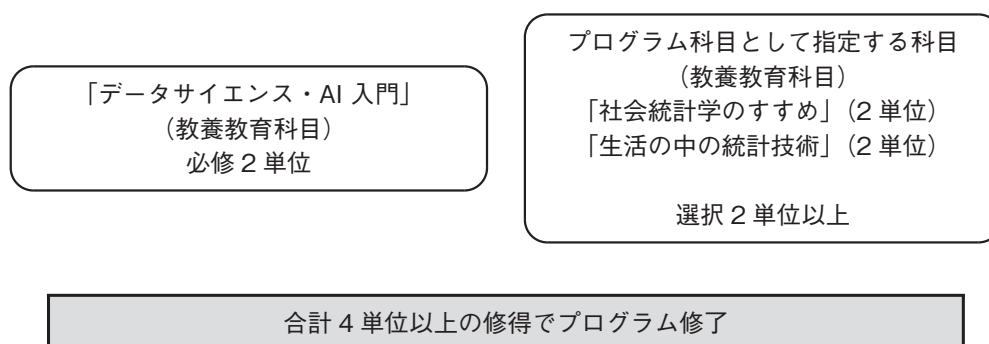 「データサイエンス・AI 入門」
（教養教育科目）
必修 2 単位
プログラム科目として指定する科目
（教養教育科目）
「社会統計学のすすめ」（2 単位）
「生活の中の統計技術」（2 単位）
選択 2 単位以上
合計 4 単位以上の修得でプログラム修了